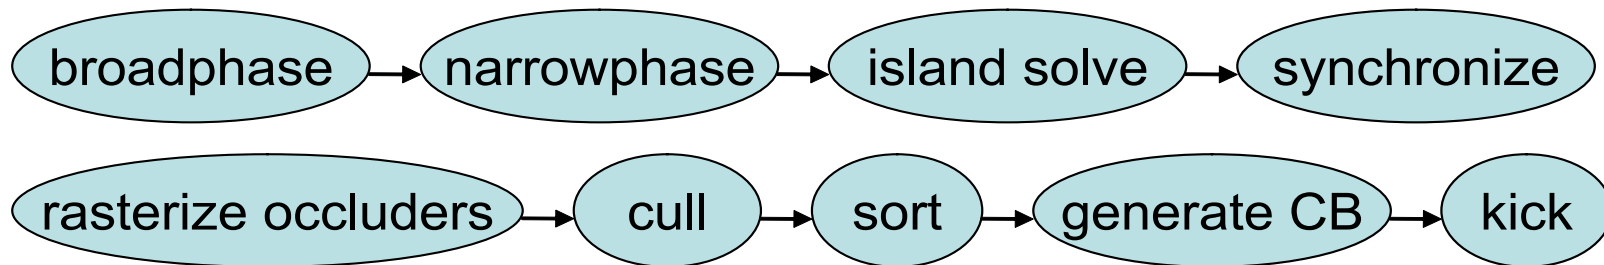 broadphase narrowphase island solve synchronize
rasterize occluders cull sort generate CB kick